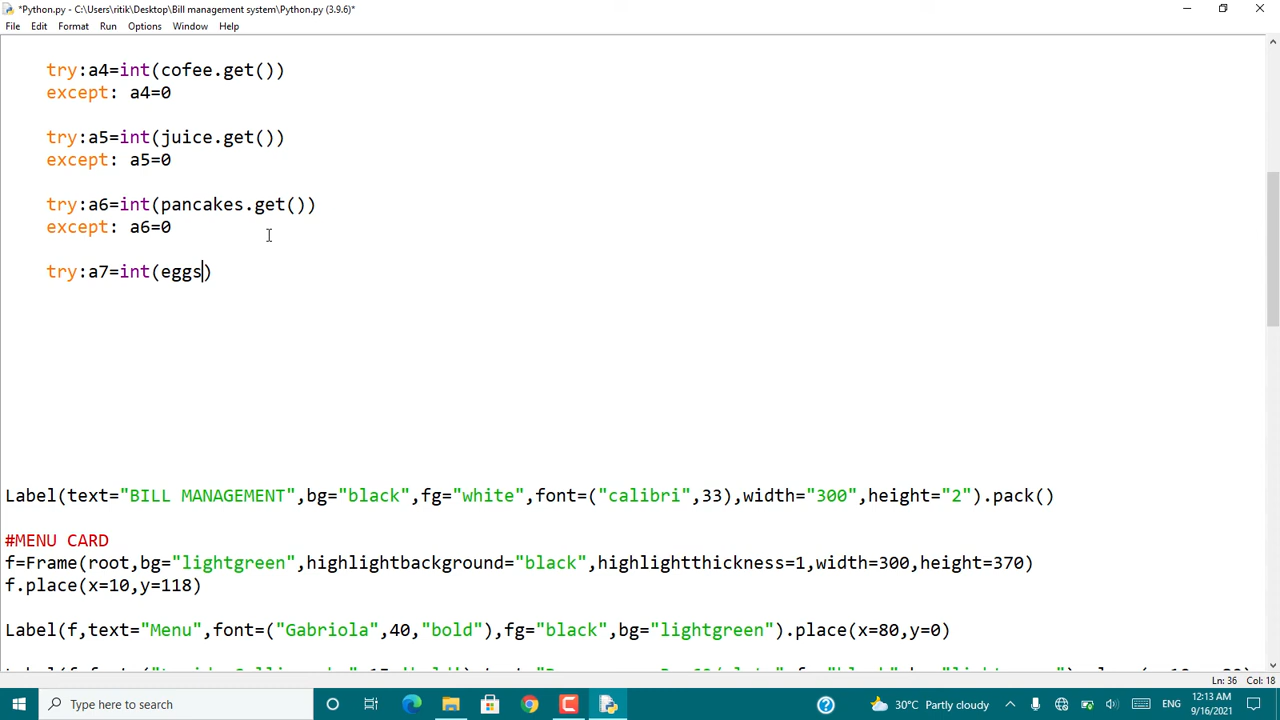 *Python.py - C:\Users\ritik\Desktop\Bill management system\Python.py (3.9.6)*
File Edit Format Run Options Window Help
try:a4=int(cofee.get())
except: a4=0
try:a5=int(juice.get())
except: a5=0
try:a6=int(pancakes.get())
except: a6=0
try:a7=int(eggs)
Label(text="BILL MANAGEMENT",bg="black",fg="white",font=("calibri",33),width="300",height="2").pack()
#MENU CARD
f=Frame(root,bg="lightgreen",highlightbackground="black",highlightthickness=1,width=300,height=370)
f.place(x=10,y=118)
Label(f,text="Menu",font=("Gabriola",40,"bold"),fg="black",bg="lightgreen").place(x=80,y=0)
Ln: 36 Col: 18
Type here to search
30°C Partly cloudy
ENG
12:13 AM
9/16/2021